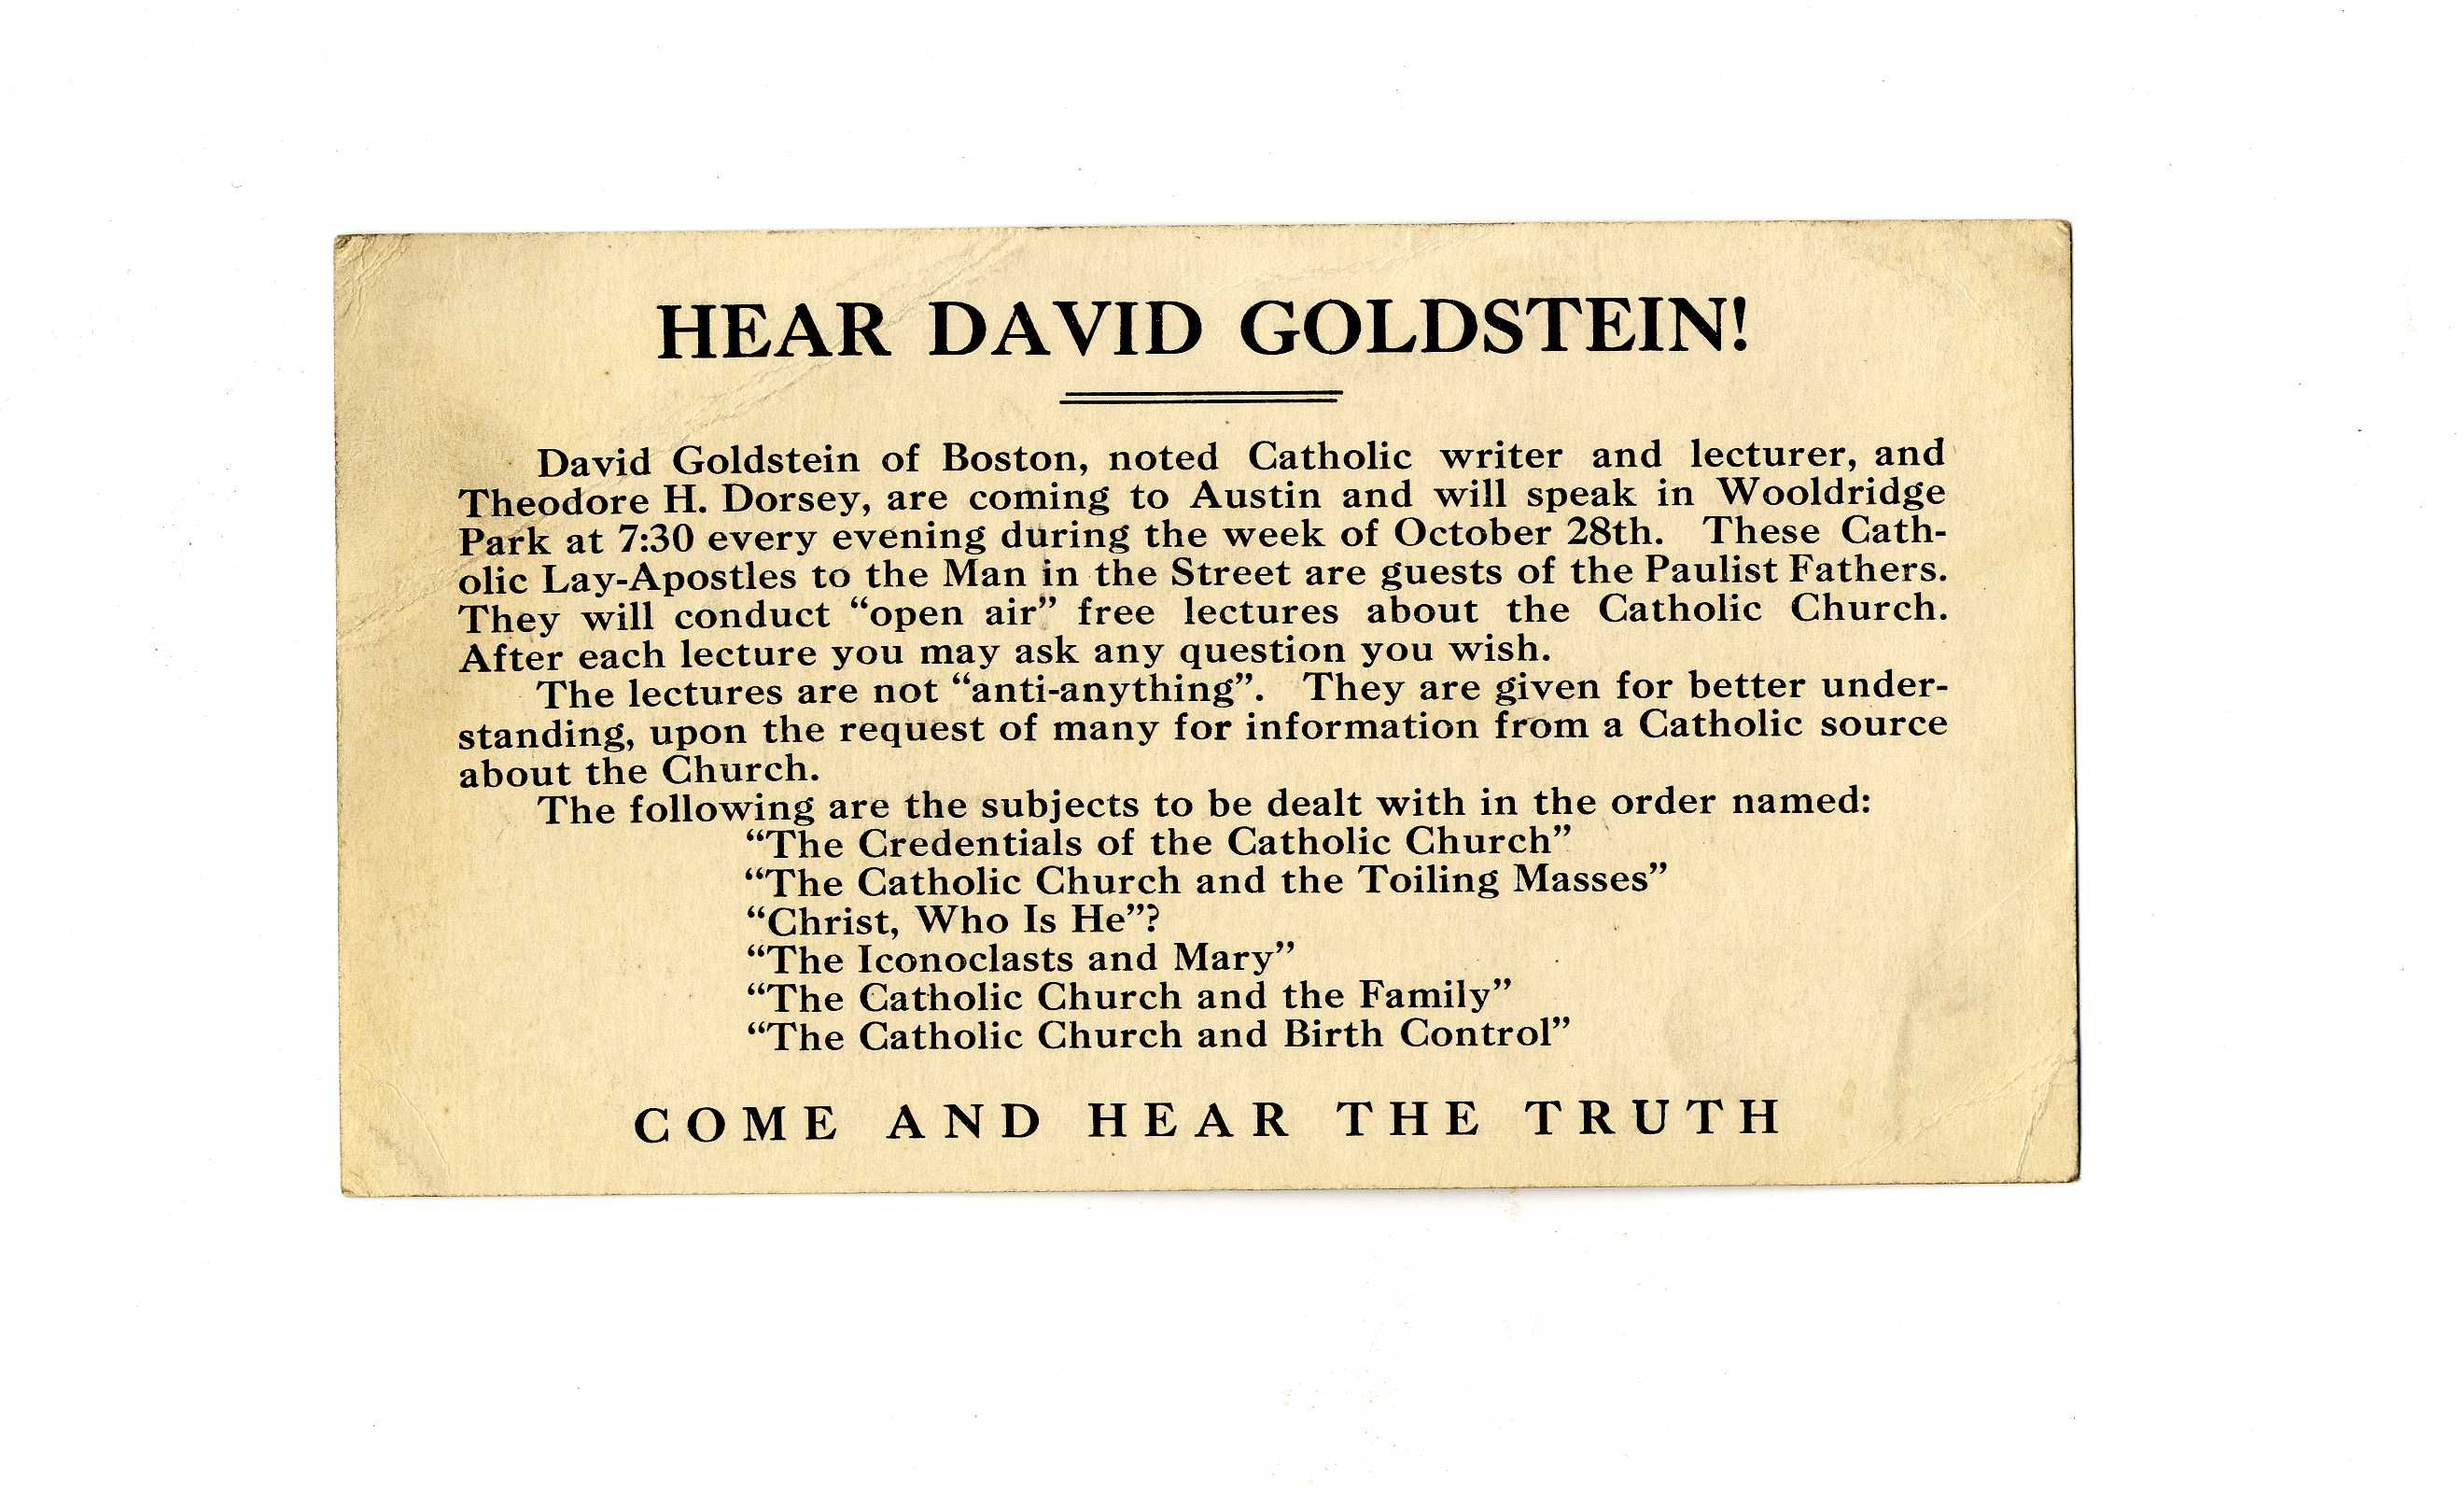 HEAR DAVID GOLDSTEIN!
David Goldstein of Boston, noted Catholic writer and lecturer, and
Theodore H. Dorsey, are coming to Austin and will speak in Wooldridge
Park at 7:30 every evening during the week of October 28th. These Cath-
olic Lay-Apostles to the Man in the Street are guests of the Paulist Fathers.
They will conduct “open air” free lectures about the Catholic Church.
After each lecture you may ask any question you wish.
The lectures are not “anti-anything”. They are given for better under-
standing, upon the request of many for information from a Catholic source
about the Church.
The following are the subjects to be dealt with in the order named:
“The Credentials of the Catholic Church”
“The Catholic Church and the Toiling Masses”
“Christ, Who Is He”?
“The Iconoclasts and Mary”
“The Catholic Church and the Family”
“The Catholic Church and Birth Control”
COME AND HEAR THE TRUTH